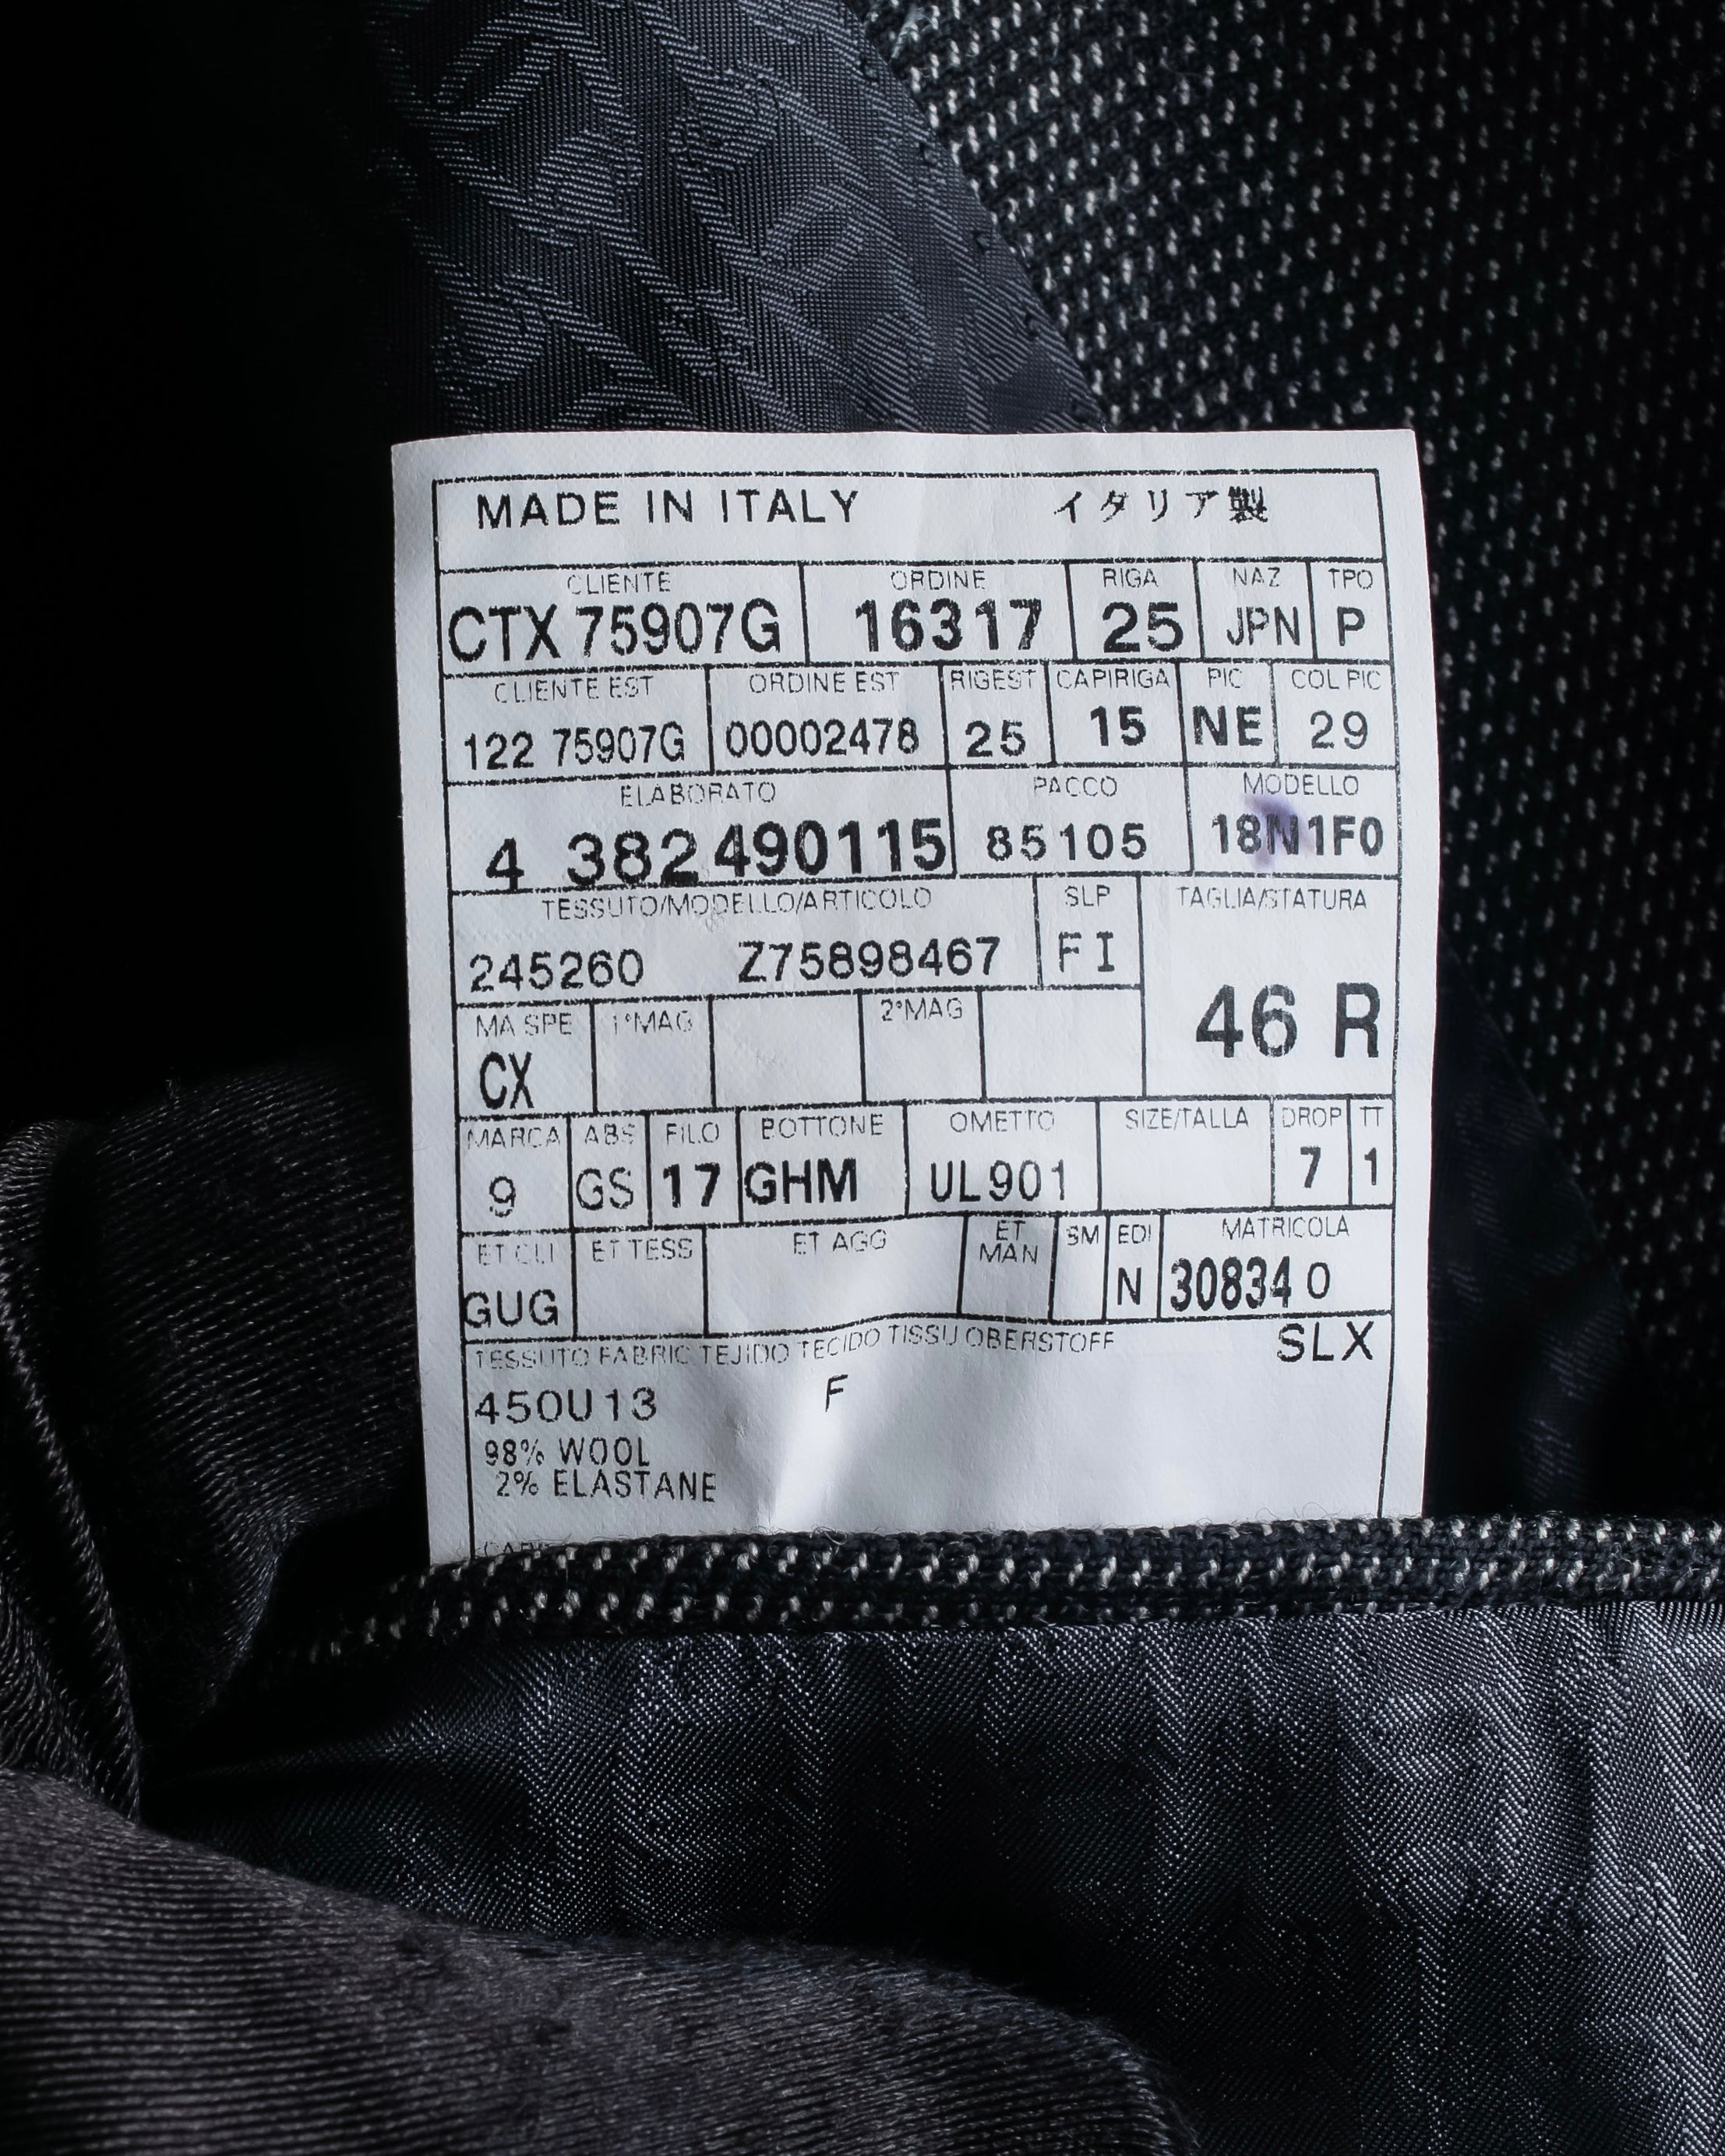 MADE IN ITALY イタリア製
CLIENTE ORDINE RIGA NAZ TPO
CTX 75907G 16317 25 JPN P
CLIENTE EST ORDINE EST RIGEST CAPIRIGA PIC COL PIC
122 75907G 00002478 25 15 NE 29
ELABORATO PACCO MODELLO
4 382490115 85105 18N1F0
TESSUTO/MODELLO/ARTICOLO SLP TAGLIA/STATURA
245260 Z75898467 FI
46 R
MA SPE 1°MAG 2°MAG
CX
MARCA ABS FILO BOTTONE OMETTO SIZE/TALLA DROP TT
9 GS 17 GHM UL901 7 1
ET CLI ET TESS ET AGG ET MAN SM EDI MATRICOLA
GUG N 30834 0
TESSUTO FABRIC TEJIDO TECIDO TISSU OBERSTOFF SLX
450U13 F
98% WOOL
2% ELASTANE